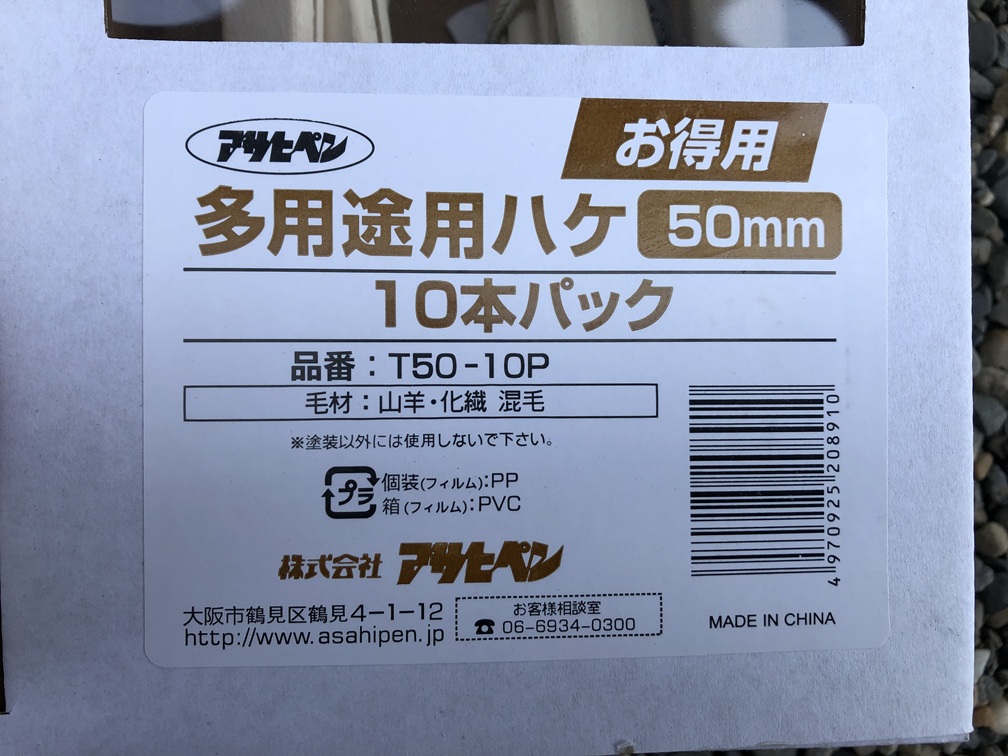 アサヒペン
お得用
多用途用ハケ 50mm
10本パック
品番：T50-10P
毛材：山羊・化繊 混毛
※塗装以外には使用しないで下さい。
プラ
個装(フィルム):PP
箱(フィルム):PVC
株式会社 アサヒペン
大阪市鶴見区鶴見4-1-12
http://www.asahipen.jp
お客様相談室
☎ 06-6934-0300
4970925208910
MADE IN CHINA